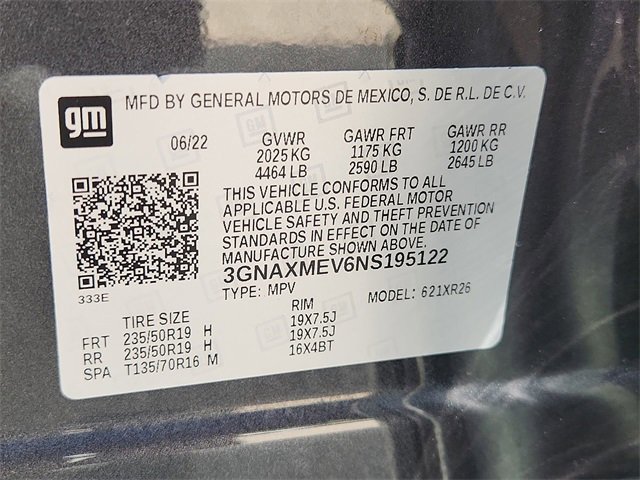 gm
MFD BY GENERAL MOTORS DE MEXICO, S. DE R.L. DE C.V.
06/22 GVWR GAWR FRT GAWR RR
2025 KG 1175 KG 1200 KG
4464 LB 2590 LB 2645 LB
THIS VEHICLE CONFORMS TO ALL
APPLICABLE U.S. FEDERAL MOTOR
VEHICLE SAFETY AND THEFT PREVENTION
STANDARDS IN EFFECT ON THE DATE OF
MANUFACTURE SHOWN ABOVE.
3GNAXMEV6NS195122
333E
TYPE: MPV MODEL: 621XR26
TIRE SIZE RIM
FRT 235/50R19 H 19X7.5J
RR 235/50R19 H 19X7.5J
SPA T135/70R16 M 16X4BT